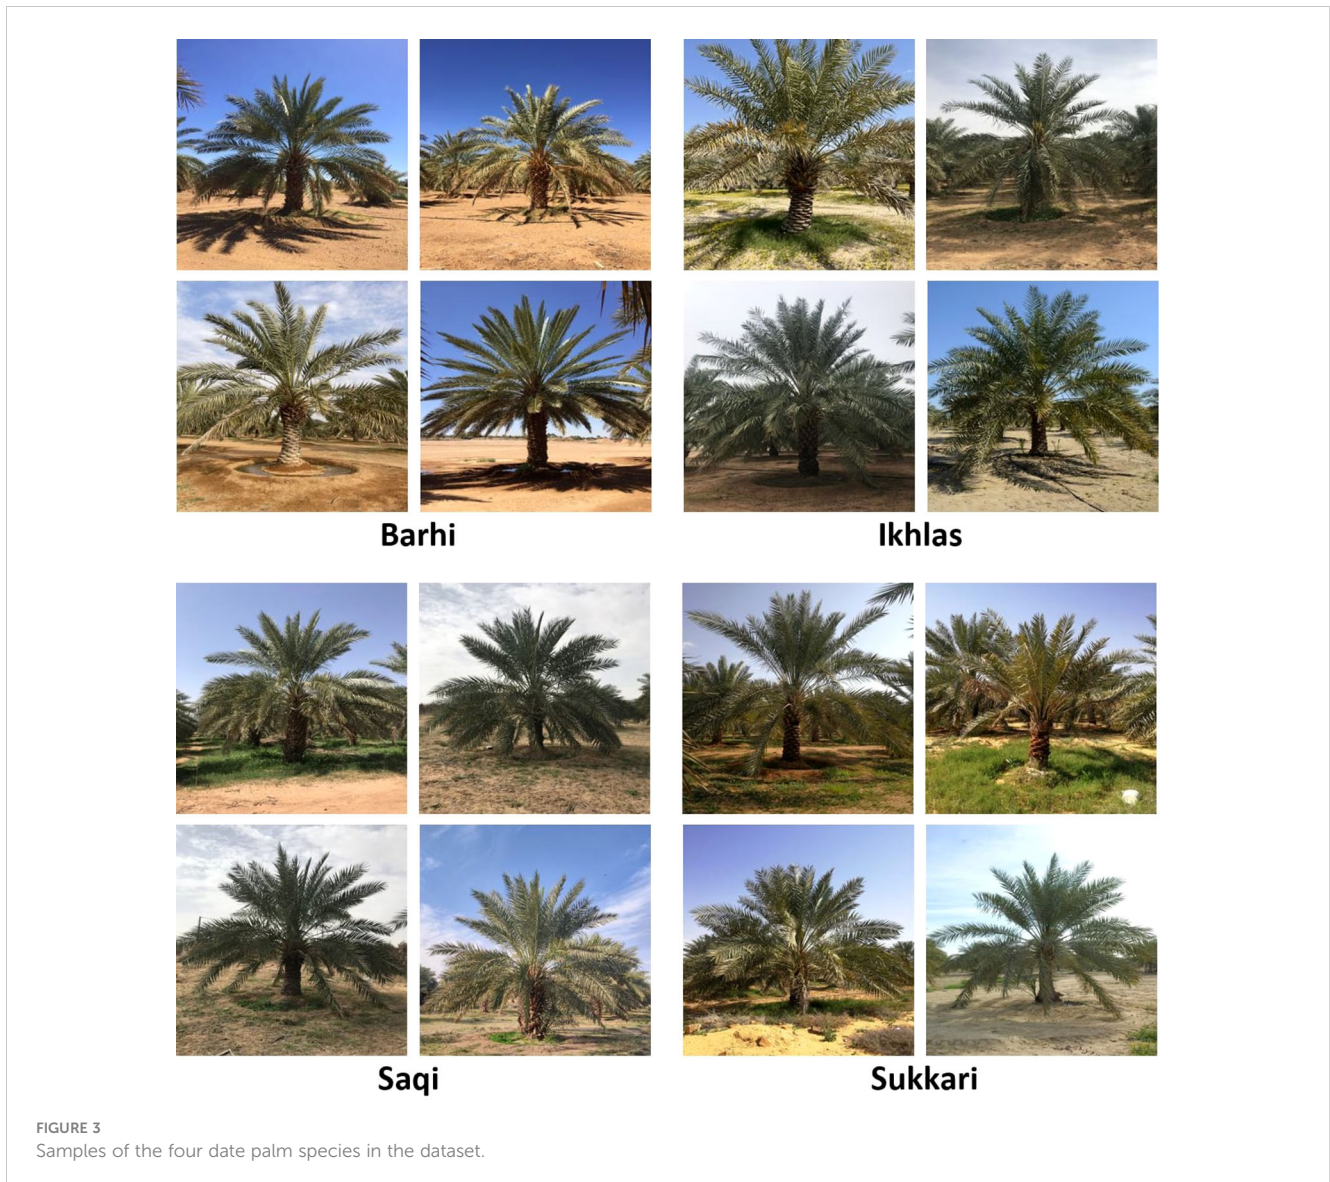 Barhi
Ikhlas
Saqi
Sukkari
FIGURE 3
Samples of the four date palm species in the dataset.